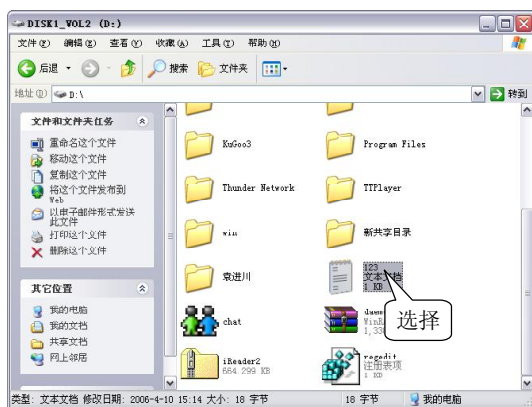 DISK1_VOL2 (D:)
文件(F) 编辑(E) 查看(V) 收藏(A) 工具(T) 帮助(H)
后退 搜索 文件夹
地址(D) D:\ 转到
文件和文件夹任务
重命名这个文件
移动这个文件
复制这个文件
将这个文件发布到
Web
以电子邮件形式发送
此文件
打印这个文件
删除这个文件
其它位置
我的电脑
我的文档
共享文档
网上邻居
KuGoo3
Program Files
Thunder Network
TTPlayer
win
新共享目录
袁进川
123
文本文档
1 KB
chat
WinR
1,33
选择
iReader2
664.299 KB
regedit
注册表项
1 KB
类型: 文本文档 修改日期: 2006-4-10 15:14 大小: 18 字节 18 字节 我的电脑